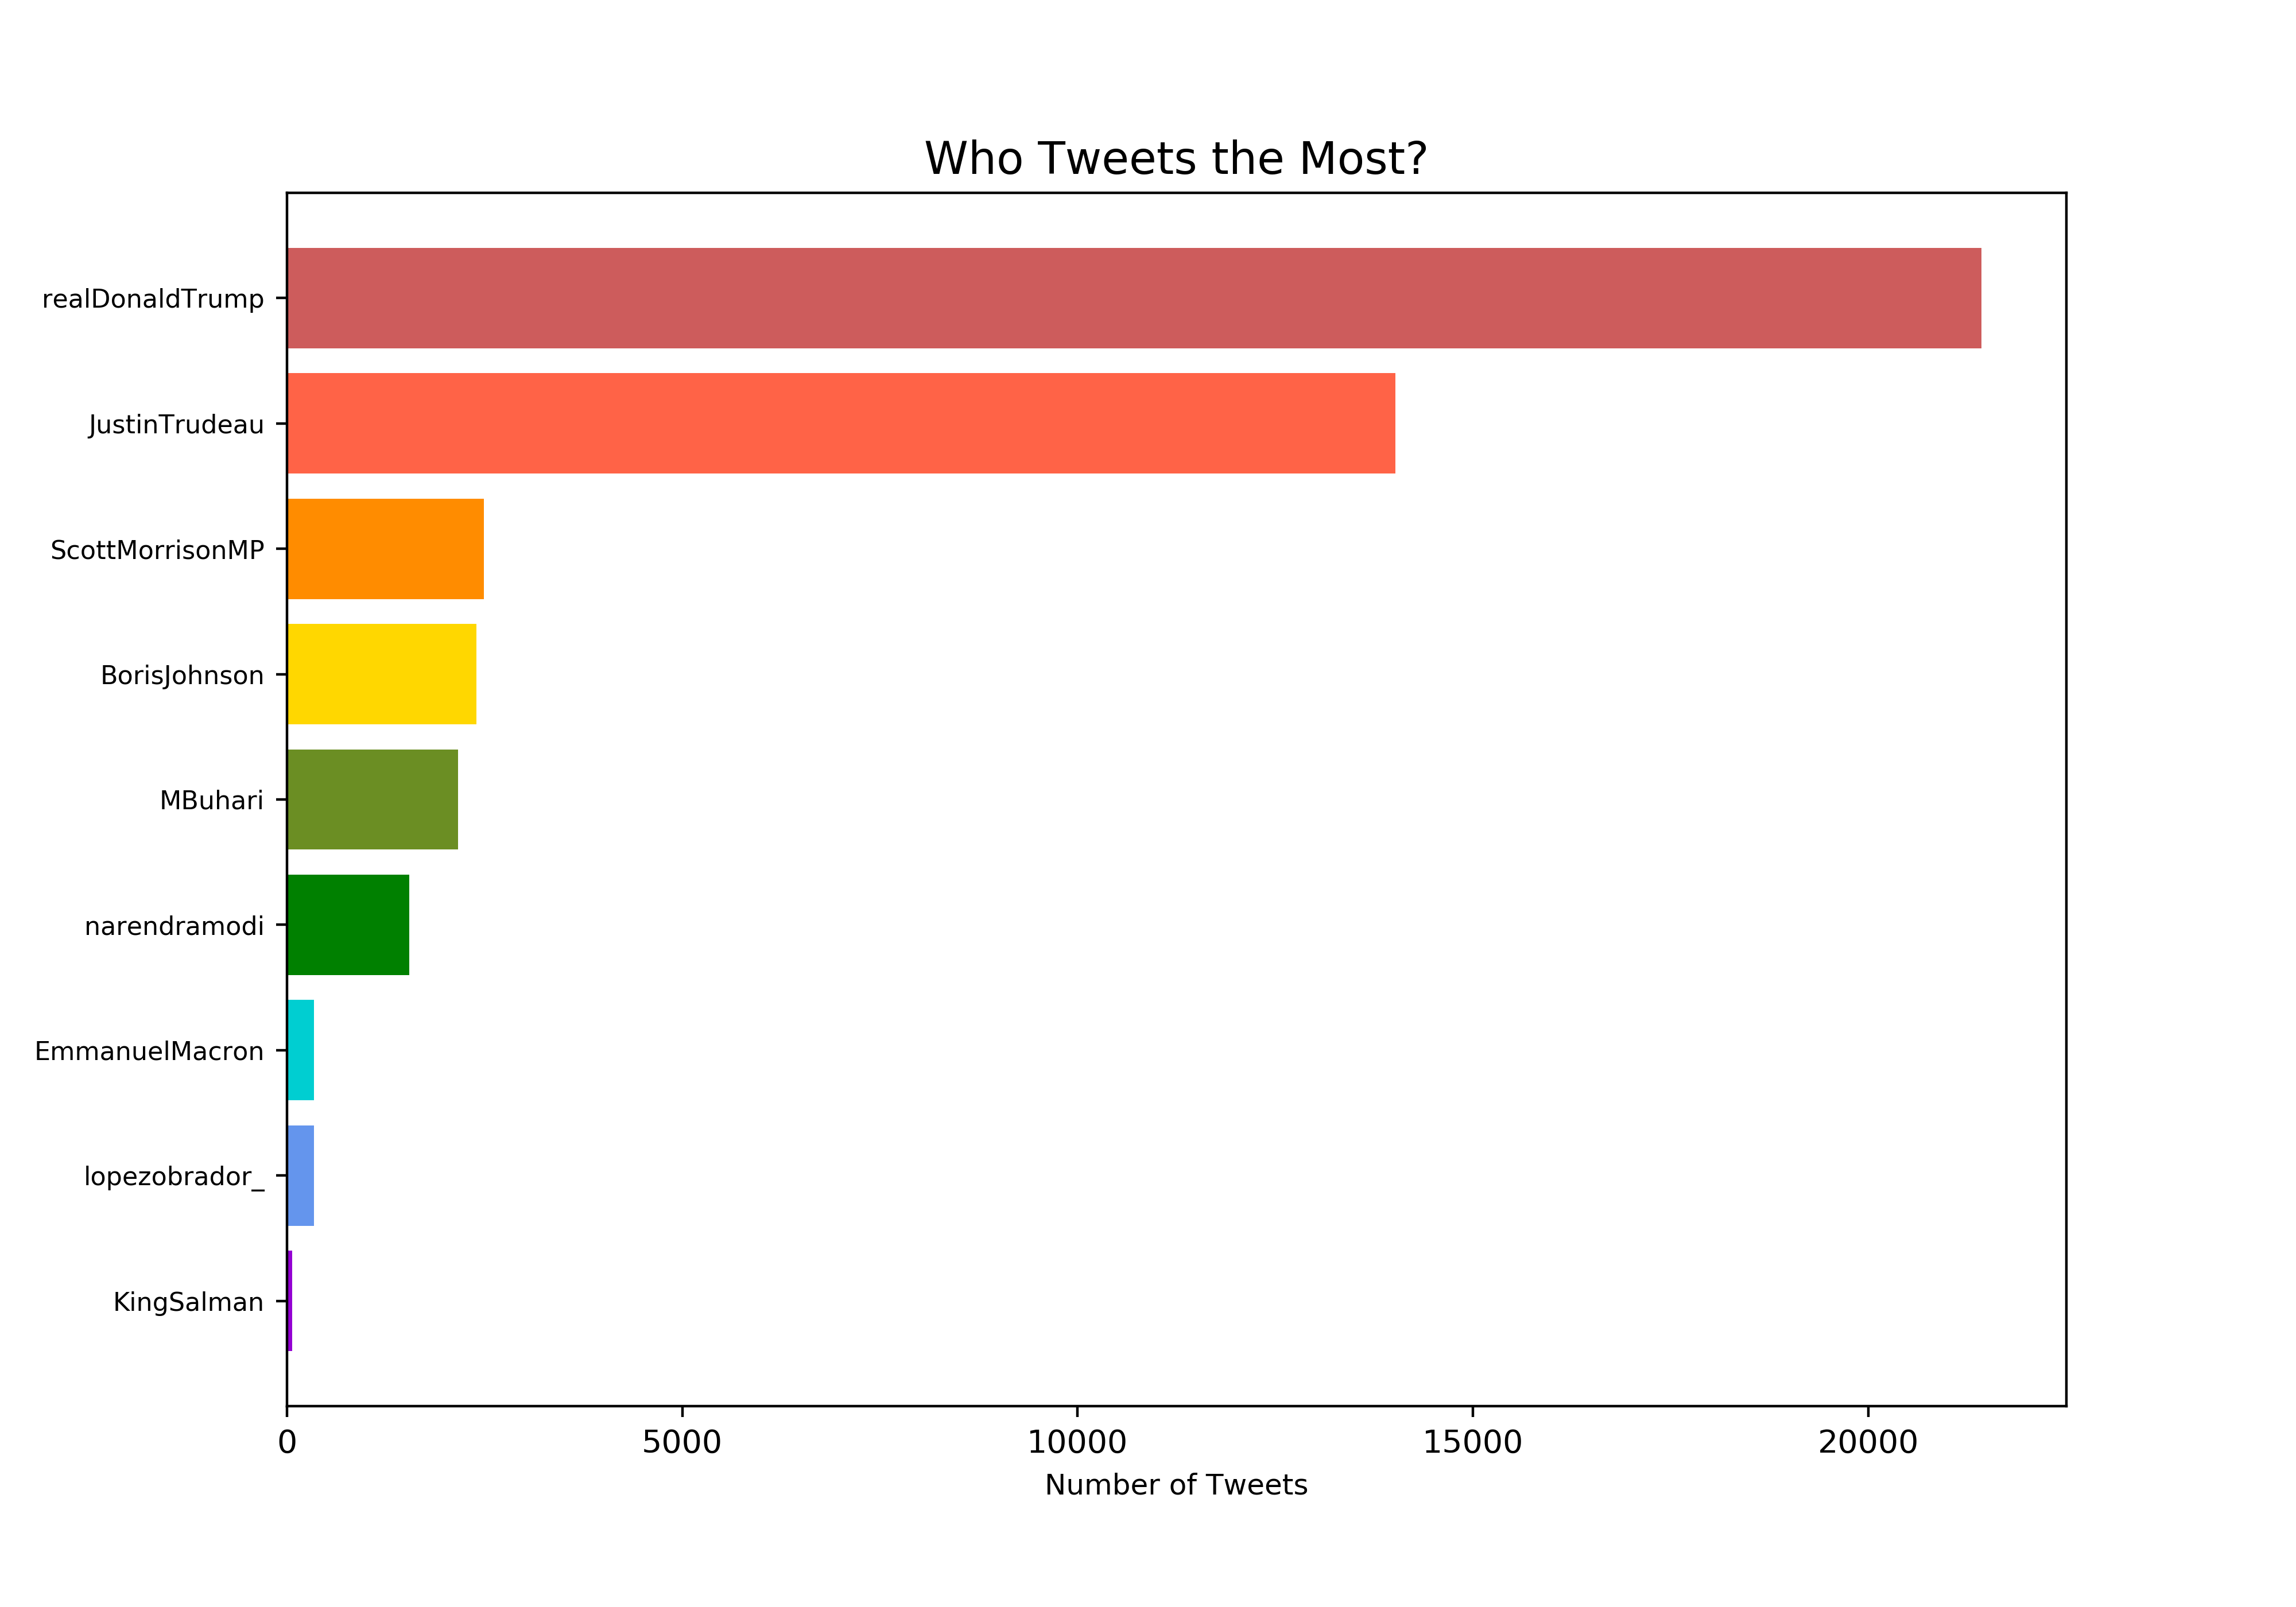 Who Tweets the Most?
realDonaldTrump
JustinTrudeau
ScottMorrisonMP
BorisJohnson
MBuhari
narendramodi
EmmanuelMacron
lopezobrador_
KingSalman
0 5000 10000 15000 20000
Number of Tweets